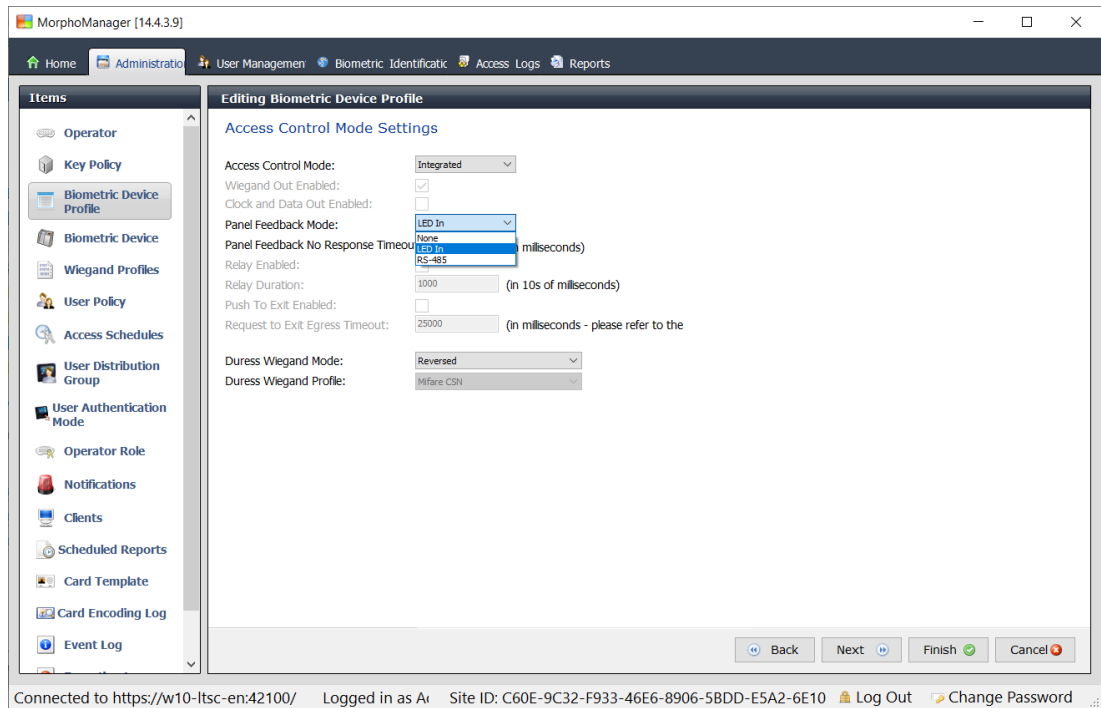 MorphoManager [14.4.3.9]
Home Administratio User Managemen Biometric Identificatic Access Logs Reports
Items
Operator
Key Policy
Biometric Device
Profile
Biometric Device
Wiegand Profiles
User Policy
Access Schedules
User Distribution
Group
User Authentication
Mode
Operator Role
Notifications
Clients
Scheduled Reports
Card Template
Card Encoding Log
Event Log
Editing Biometric Device Profile
Access Control Mode Settings
Access Control Mode: Integrated
Wiegand Out Enabled:
Clock and Data Out Enabled:
Panel Feedback Mode: LED In
None
LED In
RS-485
Panel Feedback No Response Timeou miliseconds)
Relay Enabled:
Relay Duration: 1000 (in 10s of milliseconds)
Push To Exit Enabled:
Request to Exit Egress Timeout: 25000 (in milliseconds - please refer to the
Duress Wiegand Mode: Reversed
Duress Wiegand Profile: Mifare CSN
Back Next Finish Cancel
Connected to https://w10-ltsc-en:42100/ Logged in as Site ID: C60E-9C32-F933-46E6-8906-5BDD-E5A2-6E10 Log Out Change Password